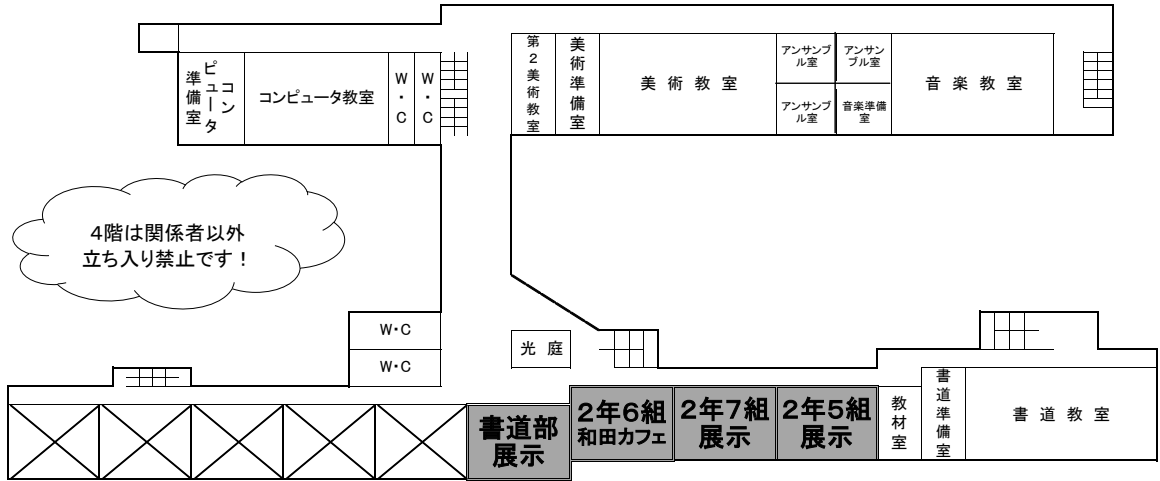 第2美術教室
美術準備室
美術教室
アンサンブ
ル室
アンサン
ブル室
アンサンブ
ル室
音楽準備
室
音楽教室
コンピュータ
準備室
コンピュータ教室
W・C
W・C
4階は関係者以外
立ち入り禁止です!
W・C
W・C
光庭
書道部
展示
2年6組
和田カフェ
2年7組
展示
2年5組
展示
教材室
書道準備室
書道教室